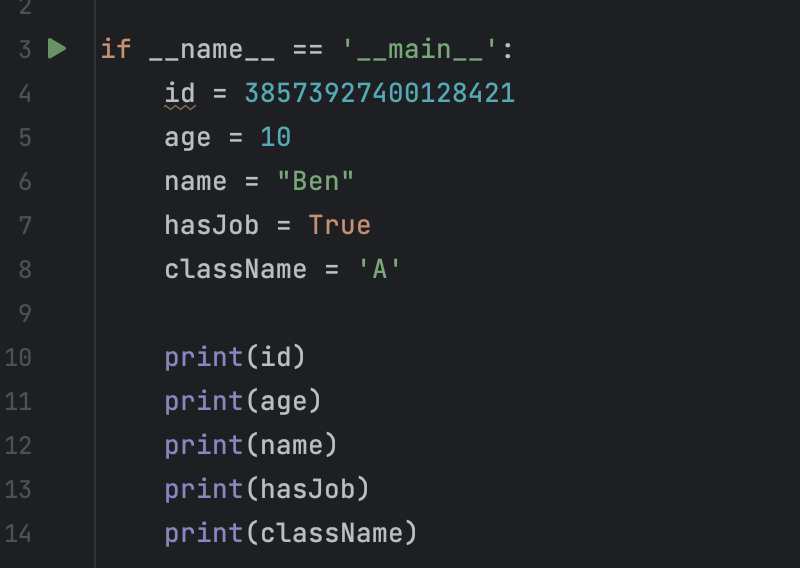 2
3 if __name__ == '__main__':
4 id = 38573927400128421
5 age = 10
6 name = "Ben"
7 hasJob = True
8 className = 'A'
9
10 print(id)
11 print(age)
12 print(name)
13 print(hasJob)
14 print(className)